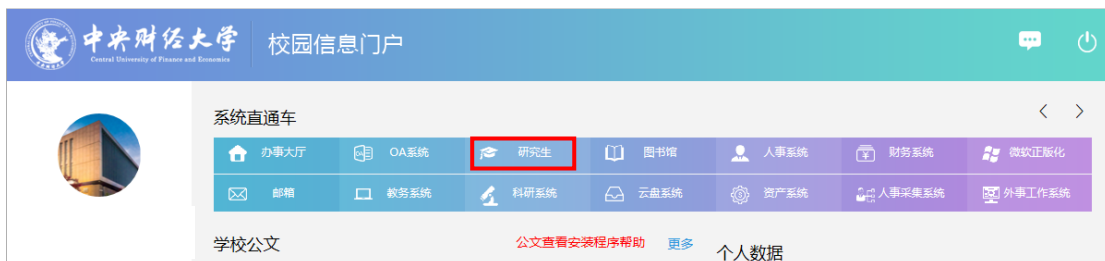 中央财经大学 校园信息门户
Central University of Finance and Economics
系统直通车
办事大厅 OA系统 研究生 图书馆 人事系统 财务系统 微软正版化
邮箱 教务系统 科研系统 云盘系统 资产系统 人事采集系统 外事工作系统
学校公文 公文查看安装程序帮助 更多 个人数据